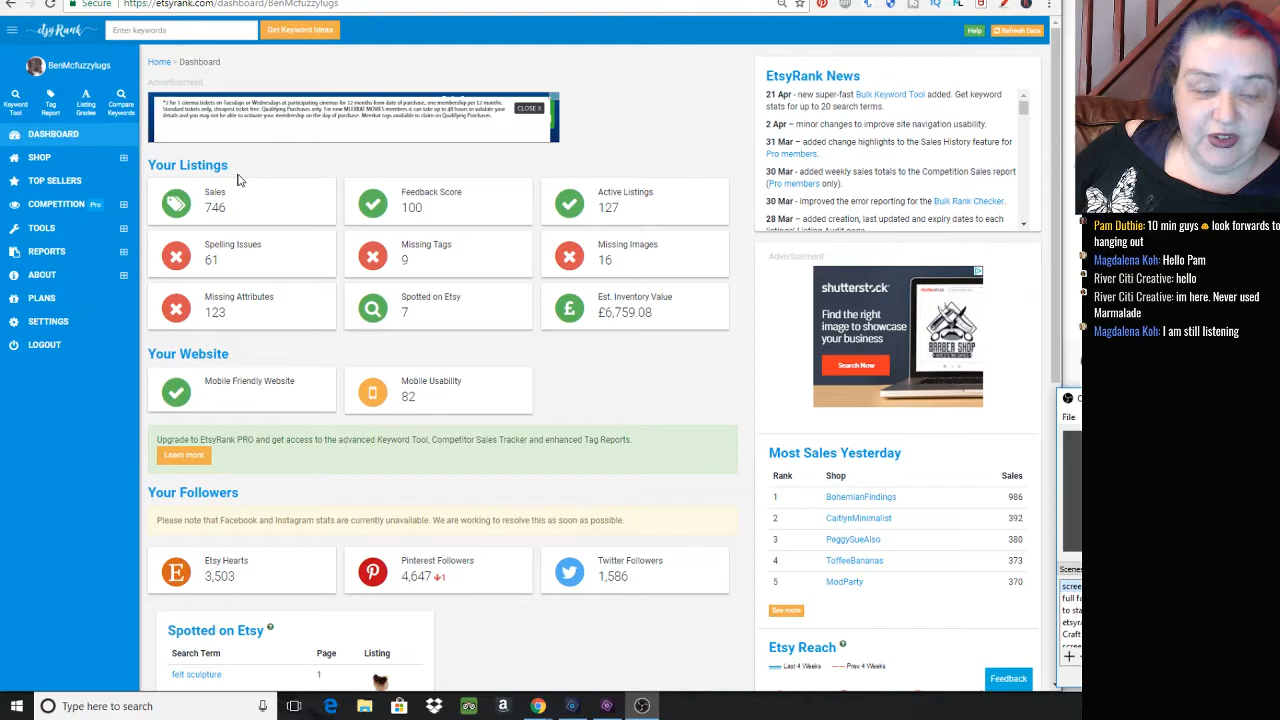 https://etsyrank.com/dashboard/BenMcfuzzylugs
etsyRank
Enter keywords
Get Keyword Ideas
Help
Refresh Data
BenMcfuzzylugs
Keyword Tool
Tag Report
Listing Grades
Compare Keywords
DASHBOARD
SHOP
TOP SELLERS
COMPETITION Pro
TOOLS
REPORTS
ABOUT
PLANS
SETTINGS
LOGOUT
Home > Dashboard
Advertisement
CLOSE X
Your Listings
Sales
746
Feedback Score
100
Active Listings
127
Spelling Issues
61
Missing Tags
9
Missing Images
16
Missing Attributes
123
Spotted on Etsy
7
Est. Inventory Value
£6,759.08
Your Website
Mobile Friendly Website
Mobile Usability
82
Upgrade to EtsyRank PRO and get access to the advanced Keyword Tool, Competitor Sales Tracker and enhanced Tag Reports.
Learn more
Your Followers
Please note that Facebook and Instagram stats are currently unavailable. We are working to resolve this as soon as possible.
Etsy Hearts
3,503
Pinterest Followers
4,647 1
Twitter Followers
1,586
Spotted on Etsy
Search Term Page Listing
felt sculpture 1
EtsyRank News
21 Apr - new super-fast Bulk Keyword Tool added. Get keyword
stats for up to 20 search terms.
2 Apr – minor changes to improve site navigation usability.
31 Mar – added change highlights to the Sales History feature for
Pro members.
30 Mar – added weekly sales totals to the Competition Sales report
(Pro members only).
30 Mar - improved the error reporting for the Bulk Rank Checker.
28 Mar – added creation, last updated and expiry dates to each
Advertisement
shutterstock
Find the right
image to showcase
your business
Search Now
BARBER SHOP
Most Sales Yesterday
Rank Shop Sales
1 BohemianFindings 986
2 CaitlynMinimalist 392
3 PeggySueAlso 380
4 ToffeeBananas 373
5 ModParty 370
See more
Etsy Reach
Last 4 Weeks Prev 4 Weeks
Feedback
Pam Duthie: 10 min guys look forwards to
hanging out
Magdalena Koh: Hello Pam
River Citi Creative: hello
River Citi Creative: im here. Never used
Marmalade
Magdalena Koh: I am still listening
File
Scenes
scree
full fa
to sta
etsyra
Craft
Type here to search